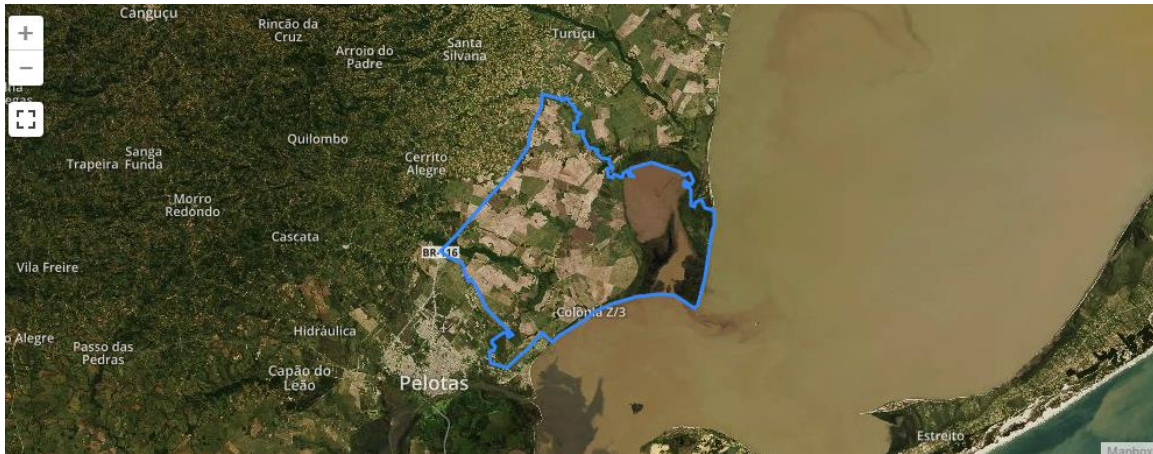 Canguçu
Rincão da
Cruz
Santa
Silvana
Turuçu
Arroio do
Padre
Quilombo
Sanga
Trapeira Funda
Cerrito
Alegre
Morro
Redondo
Cascata
BR-116
Vila Freire
Colônia Z/3
Hidráulica
o Alegre
Passo das
Pedras
Capão do
Leão
Pelotas
Estreito
Mapbox